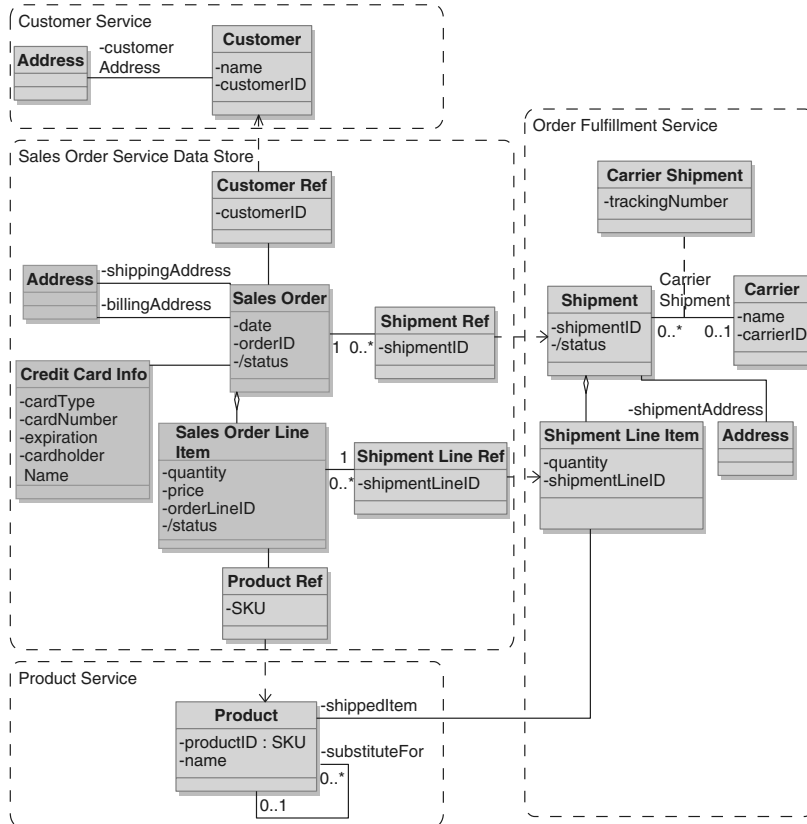 Customer Service
Address
-customer
Address
Customer
-name
-customerID
Sales Order Service Data Store
Customer Ref
-customerID
Address
-shippingAddress
-billingAddress
Sales Order
-date
-orderID
-/status
1
0..*
Shipment Ref
-shipmentID
Credit Card Info
-cardType
-cardNumber
-expiration
-cardholder
Name
Sales Order Line
Item
-quantity
-price
-orderLineID
-/status
1
0..*
Shipment Line Ref
-shipmentLineID
Product Ref
-SKU
Order Fulfillment Service
Carrier Shipment
-trackingNumber
Shipment
-shipmentID
-/status
Carrier
Shipment
0..*
0..1
Carrier
-name
-carrierID
-shipmentAddress
Shipment Line Item
-quantity
-shipmentLineID
Address
Product Service
Product
-productID : SKU
-name
-shippedItem
-substituteFor
0..*
0..1